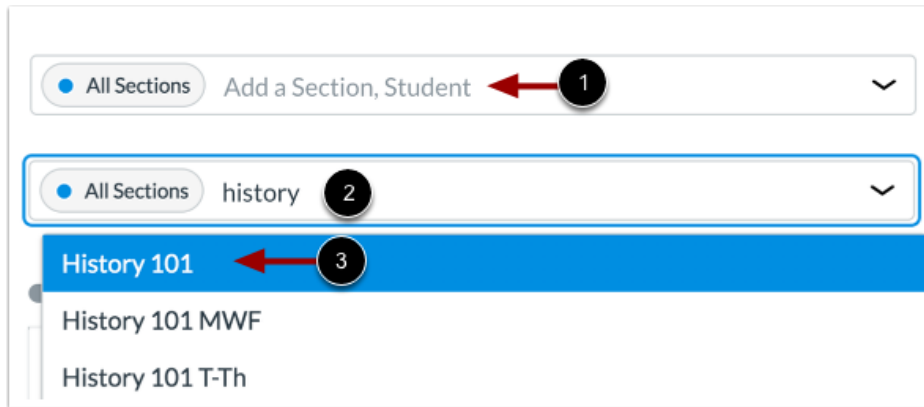 All Sections Add a Section, Student 1
All Sections history 2
History 101 3
History 101 MWF
History 101 T-Th